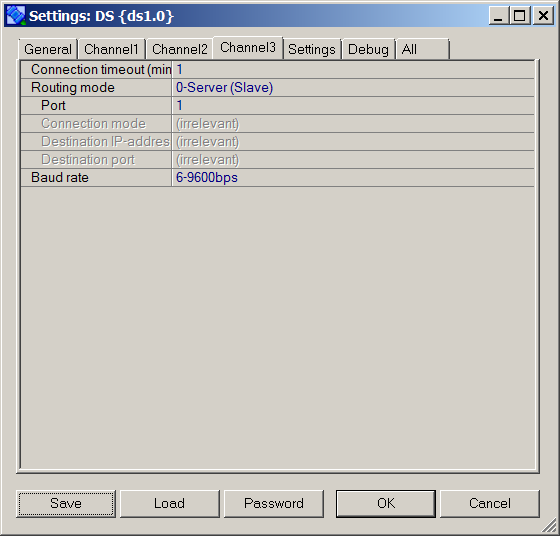 Settings: DS {ds1.0}
General Channel1 Channel2 Channel3 Settings Debug All
Connection timeout (min 1
Routing mode 0-Server (Slave)
Port 1
Connection mode (irrelevant)
Destination IP-addres (irrelevant)
Destination port (irrelevant)
Baud rate 6-9600bps
Save Load Password OK Cancel